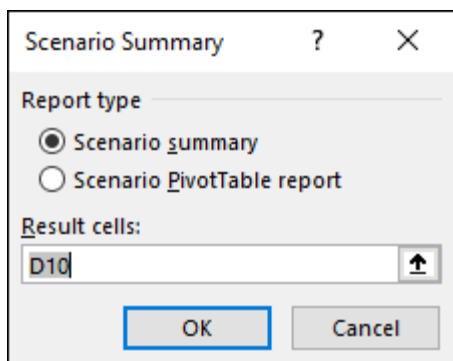 Scenario Summary ?
Report type
Scenario summary
Scenario PivotTable report
Result cells:
D10
OK Cancel